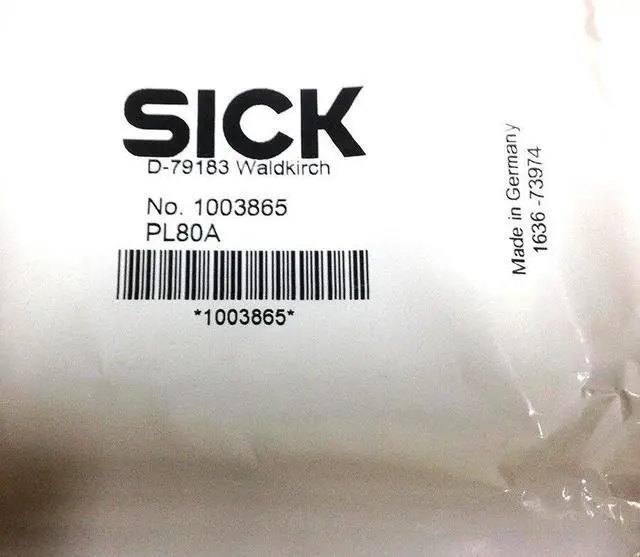 SICK
D-79183 Waldkirch
No. 1003865
PL80A
*1003865*
Made in Germany
1636 -73974